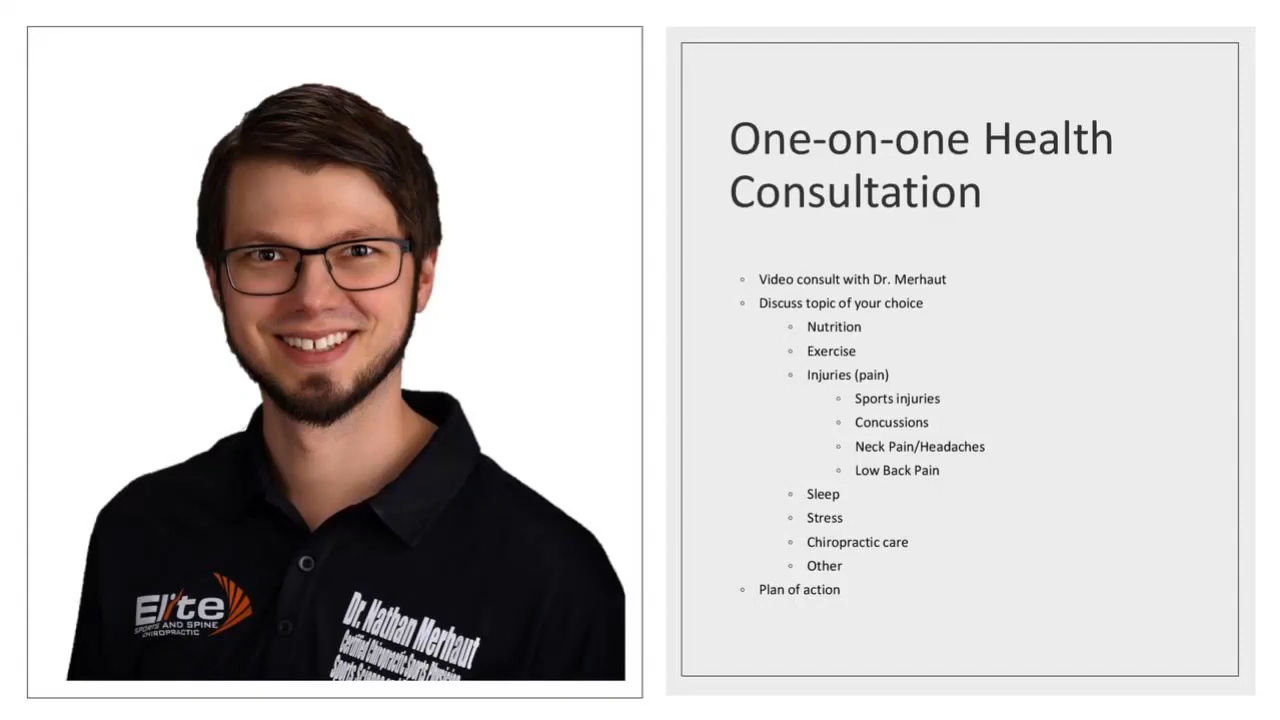 Elite
SPORTS AND SPINE
CHIROPRACTIC
Dr. Nathan Merhaut
Certified Chiropractic Sports Physician
Sports Science
One-on-one Health
Consultation
Video consult with Dr. Merhaut
Discuss topic of your choice
Nutrition
Exercise
Injuries (pain)
Sports injuries
Concussions
Neck Pain/Headaches
Low Back Pain
Sleep
Stress
Chiropractic care
Other
Plan of action